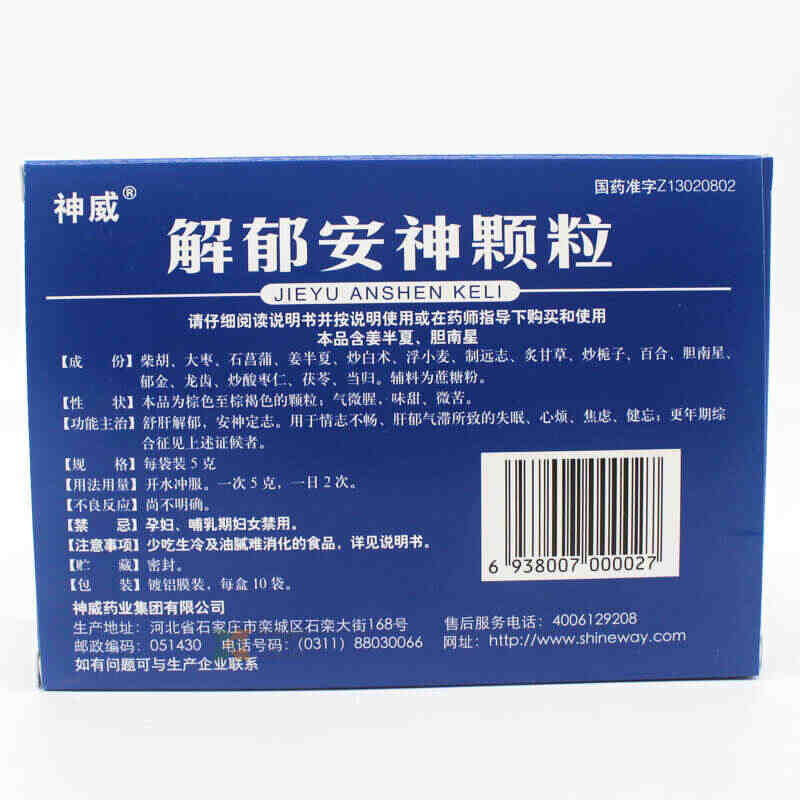 神威®
国药准字Z13020802
解郁安神颗粒
JIEYU ANSHEN KELI
请仔细阅读说明书并按说明使用或在药师指导下购买和使用
本品含姜半夏、胆南星
【成　份】柴胡、大枣、石菖蒲、姜半夏、炒白术、浮小麦、制远志、炙甘草、炒栀子、百合、胆南星、
郁金、龙齿、炒酸枣仁、茯苓、当归。辅料为蔗糖粉。
【性　状】本品为棕色至棕褐色的颗粒；气微腥，味甜、微苦。
【功能主治】舒肝解郁、安神定志。用于情志不畅、肝郁气滞所致的失眠、心烦、焦虑、健忘；更年期综
合征见上述证候者。
【规　格】每袋装5克
【用法用量】开水冲服。一次5克，一日2次。
【不良反应】尚不明确。
【禁　忌】孕妇、哺乳期妇女禁用。
【注意事项】少吃生冷及油腻难消化的食品，详见说明书。
【贮　藏】密封。
【包　装】镀铝膜装，每盒10袋。
6 938007 000027
神威药业集团有限公司
生产地址：河北省石家庄市栾城区石栾大街168号　售后服务电话：4006129208
邮政编码：051430　电话号码：(0311) 88030066　网址：http://www.shineway.com
如有问题可与生产企业联系